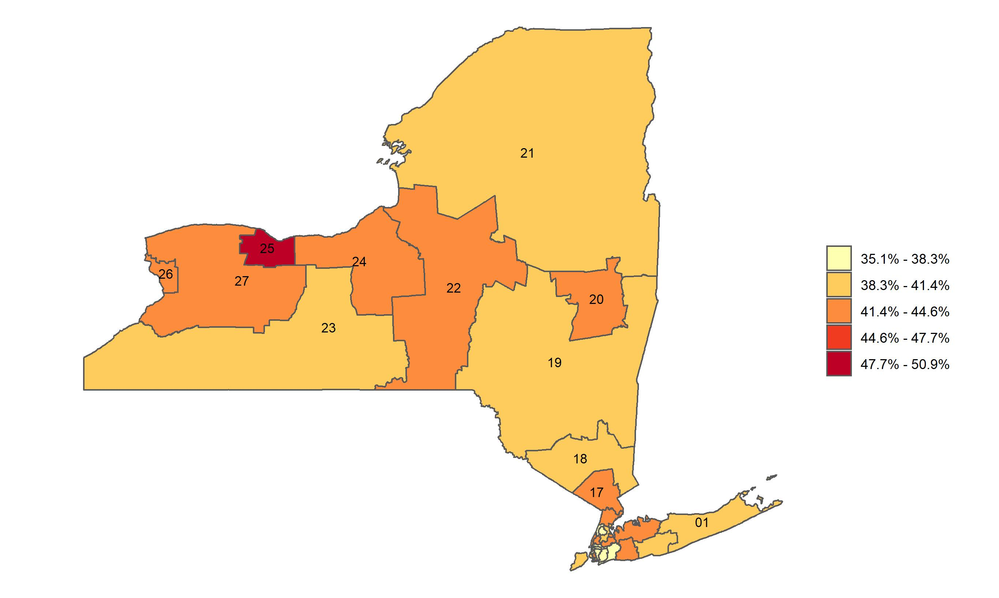 21
25
24
26
27
22
20
23
19
18
17
01
35.1% - 38.3%
38.3% - 41.4%
41.4% - 44.6%
44.6% - 47.7%
47.7% - 50.9%